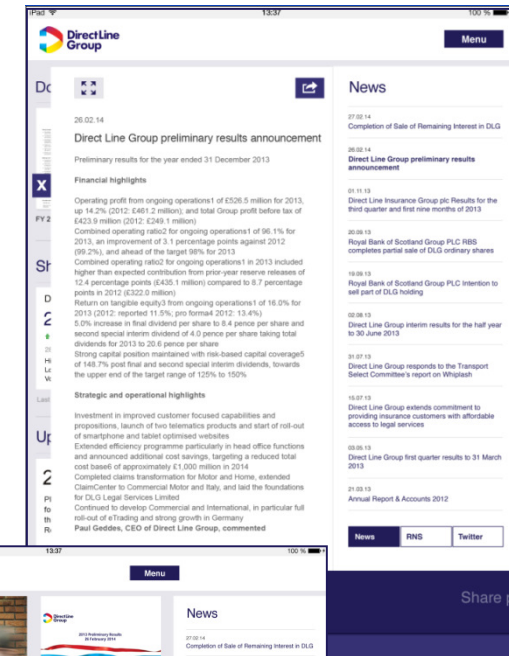 iPad
13:37
100 %
DirectLine
Group
Menu
26.02.14
Direct Line Group preliminary results announcement
Preliminary results for the year ended 31 December 2013
Financial highlights
Operating profit from ongoing operations1 of £526.5 million for 2013,
up 14.2% (2012: £461.2 million); and total Group profit before tax of
£423.9 million (2012: £249.1 million)
Combined operating ratio2 for ongoing operations1 of 96.1% for
2013, an improvement of 3.1 percentage points against 2012
(99.2%), and ahead of the target 98% for 2013
Combined operating ratio2 for ongoing operations1 in 2013 included
higher than expected contribution from prior-year reserve releases of
12.4 percentage points (£435.1 million) compared to 8.7 percentage
points in 2012 (£322.0 million)
Return on tangible equity3 from ongoing operations1 of 16.0% for
2013 (2012: reported 11.5%; pro forma4 2012: 13.4%)
5.0% increase in final dividend per share to 8.4 pence per share and
second special interim dividend of 4.0 pence per share taking total
dividends for 2013 to 20.6 pence per share
Strong capital position maintained with risk-based capital coverage5
of 148.7% post final and second special interim dividends, towards
the upper end of the target range of 125% to 150%
Strategic and operational highlights
Investment in improved customer focused capabilities and
propositions, launch of two telematics products and start of roll-out
of smartphone and tablet optimised websites
Extended efficiency programme particularly in head office functions
and announced additional cost savings, targeting a reduced total
cost base6 of approximately £1,000 million in 2014
Completed claims transformation for Motor and Home, extended
ClaimCenter to Commercial Motor and Italy, and laid the foundations
for DLG Legal Services Limited
Continued to develop Commercial and International, in particular full
roll-out of eTrading and strong growth in Germany
Paul Geddes, CEO of Direct Line Group, commented
X
FY 2
Sh
D
2
Hi
Lo
Vo
Last
Up
2
Pl
fo
th
R
News
27.02.14
Completion of Sale of Remaining Interest in DLG
26.02.14
Direct Line Group preliminary results
announcement
01.11.13
Direct Line Insurance Group plc Results for the
third quarter and first nine months of 2013
20.09.13
Royal Bank of Scotland Group PLC RBS
completes partial sale of DLG ordinary shares
19.09.13
Royal Bank of Scotland Group PLC Intention to
sell part of DLG holding
02.08.13
Direct Line Group interim results for the half year
to 30 June 2013
31.07.13
Direct Line Group responds to the Transport
Select Committee's report on Whiplash
15.07.13
Direct Line Group extends commitment to
providing insurance customers with affordable
access to legal services
03.05.13
Direct Line Group first quarter results to 31 March
2013
21.03.13
Annual Report & Accounts 2012
News
RNS
Twitter
Share p
13:37
100 %
Menu
Directline
Group
2013 Preliminary Results
26 February 2014
News
27.02.14
Completion of Sale of Remaining Interest in DLG